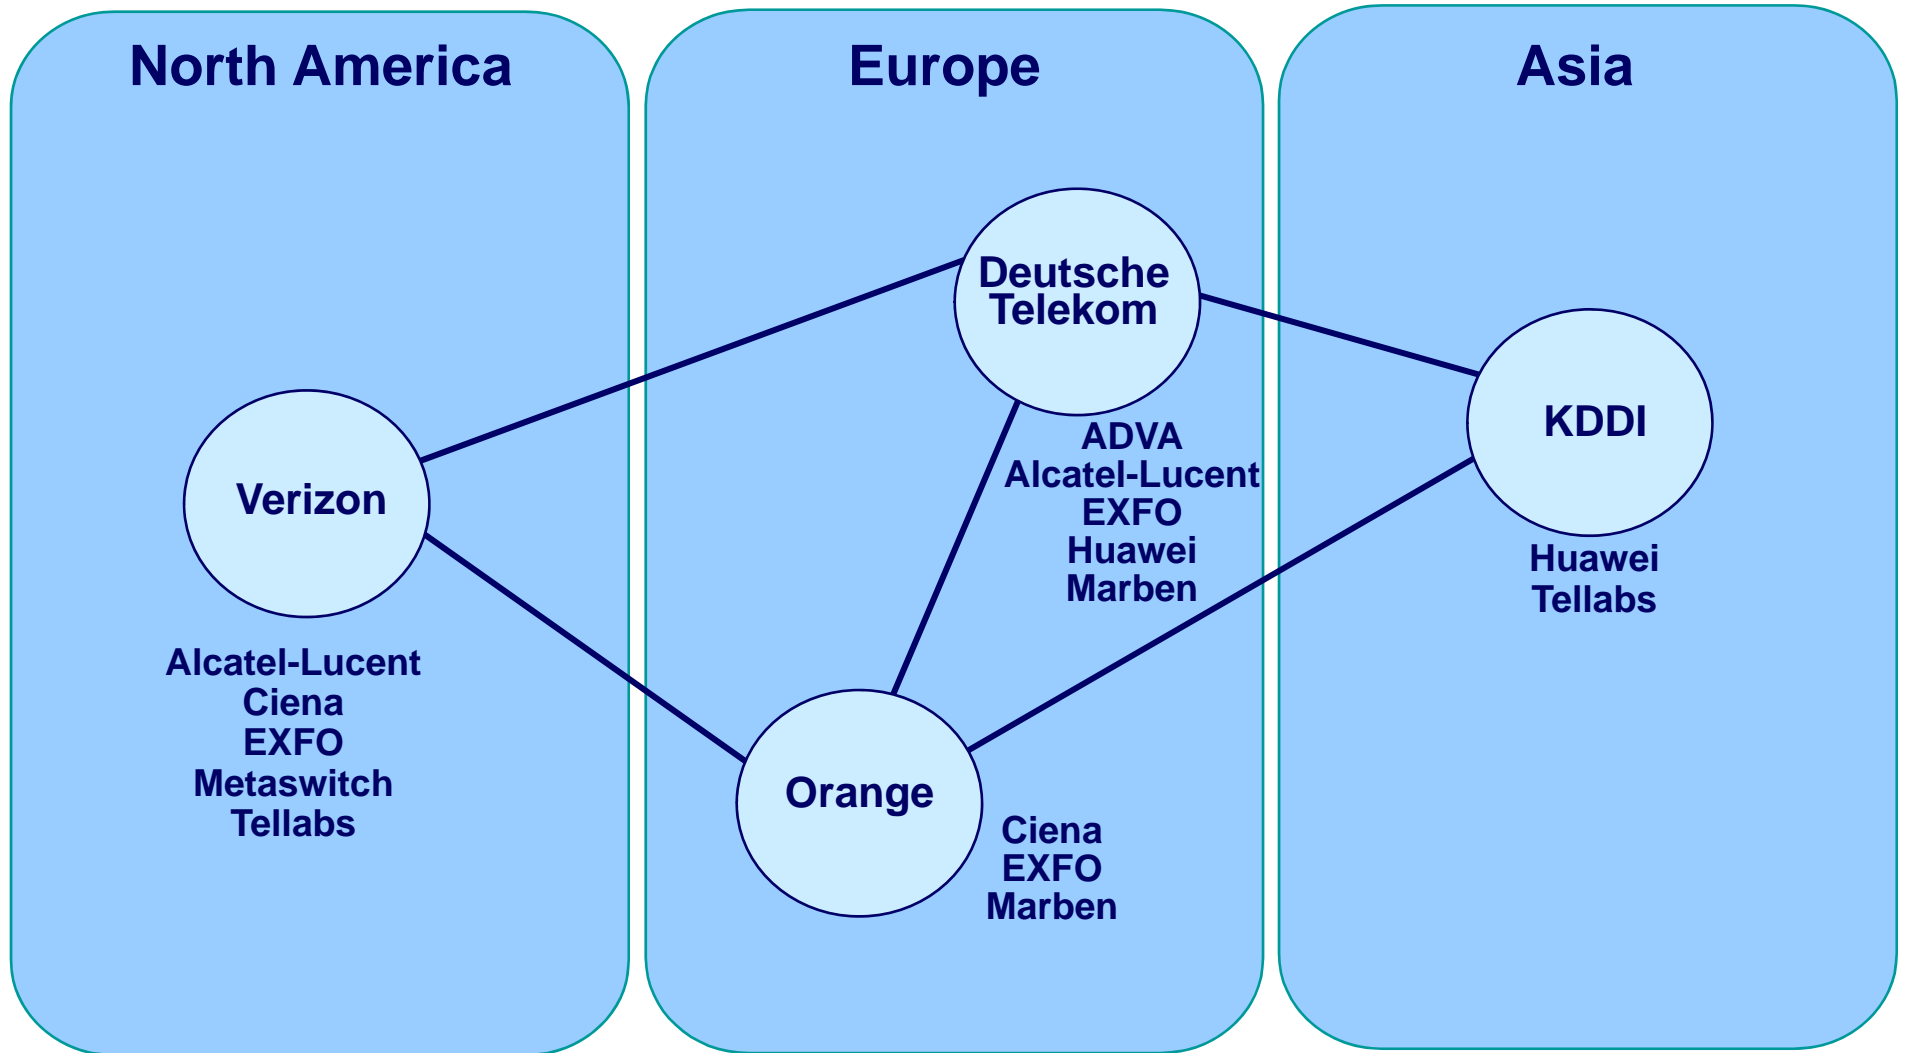 North America
Europe
Asia
Deutsche
Telekom
KDDI
Verizon
ADVA
Alcatel-Lucent
EXFO
Huawei
Marben
Huawei
Tellabs
Alcatel-Lucent
Ciena
EXFO
Metaswitch
Tellabs
Orange
Ciena
EXFO
Marben